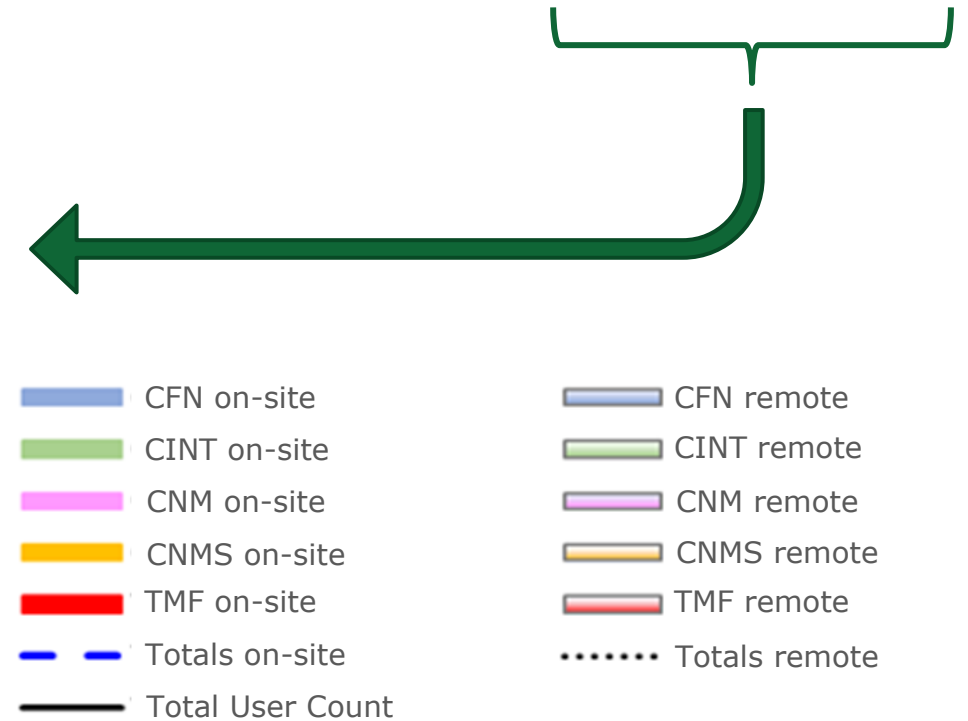 CFN on-site
CINT on-site
CNM on-site
CNMS on-site
TMF on-site
Totals on-site
Total User Count
CFN remote
CINT remote
CNM remote
CNMS remote
TMF remote
Totals remote